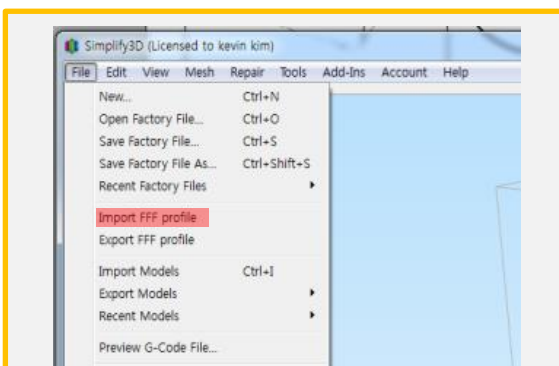 Simplify3D (Licensed to kevin kim)
File Edit View Mesh Repair Tools Add-Ins Account Help
New... Ctrl+N
Open Factory File... Ctrl+O
Save Factory File... Ctrl+S
Save Factory File As... Ctrl+Shift+S
Recent Factory Files
Import FFF profile
Export FFF profile
Import Models Ctrl+I
Export Models
Recent Models
Preview G-Code File...